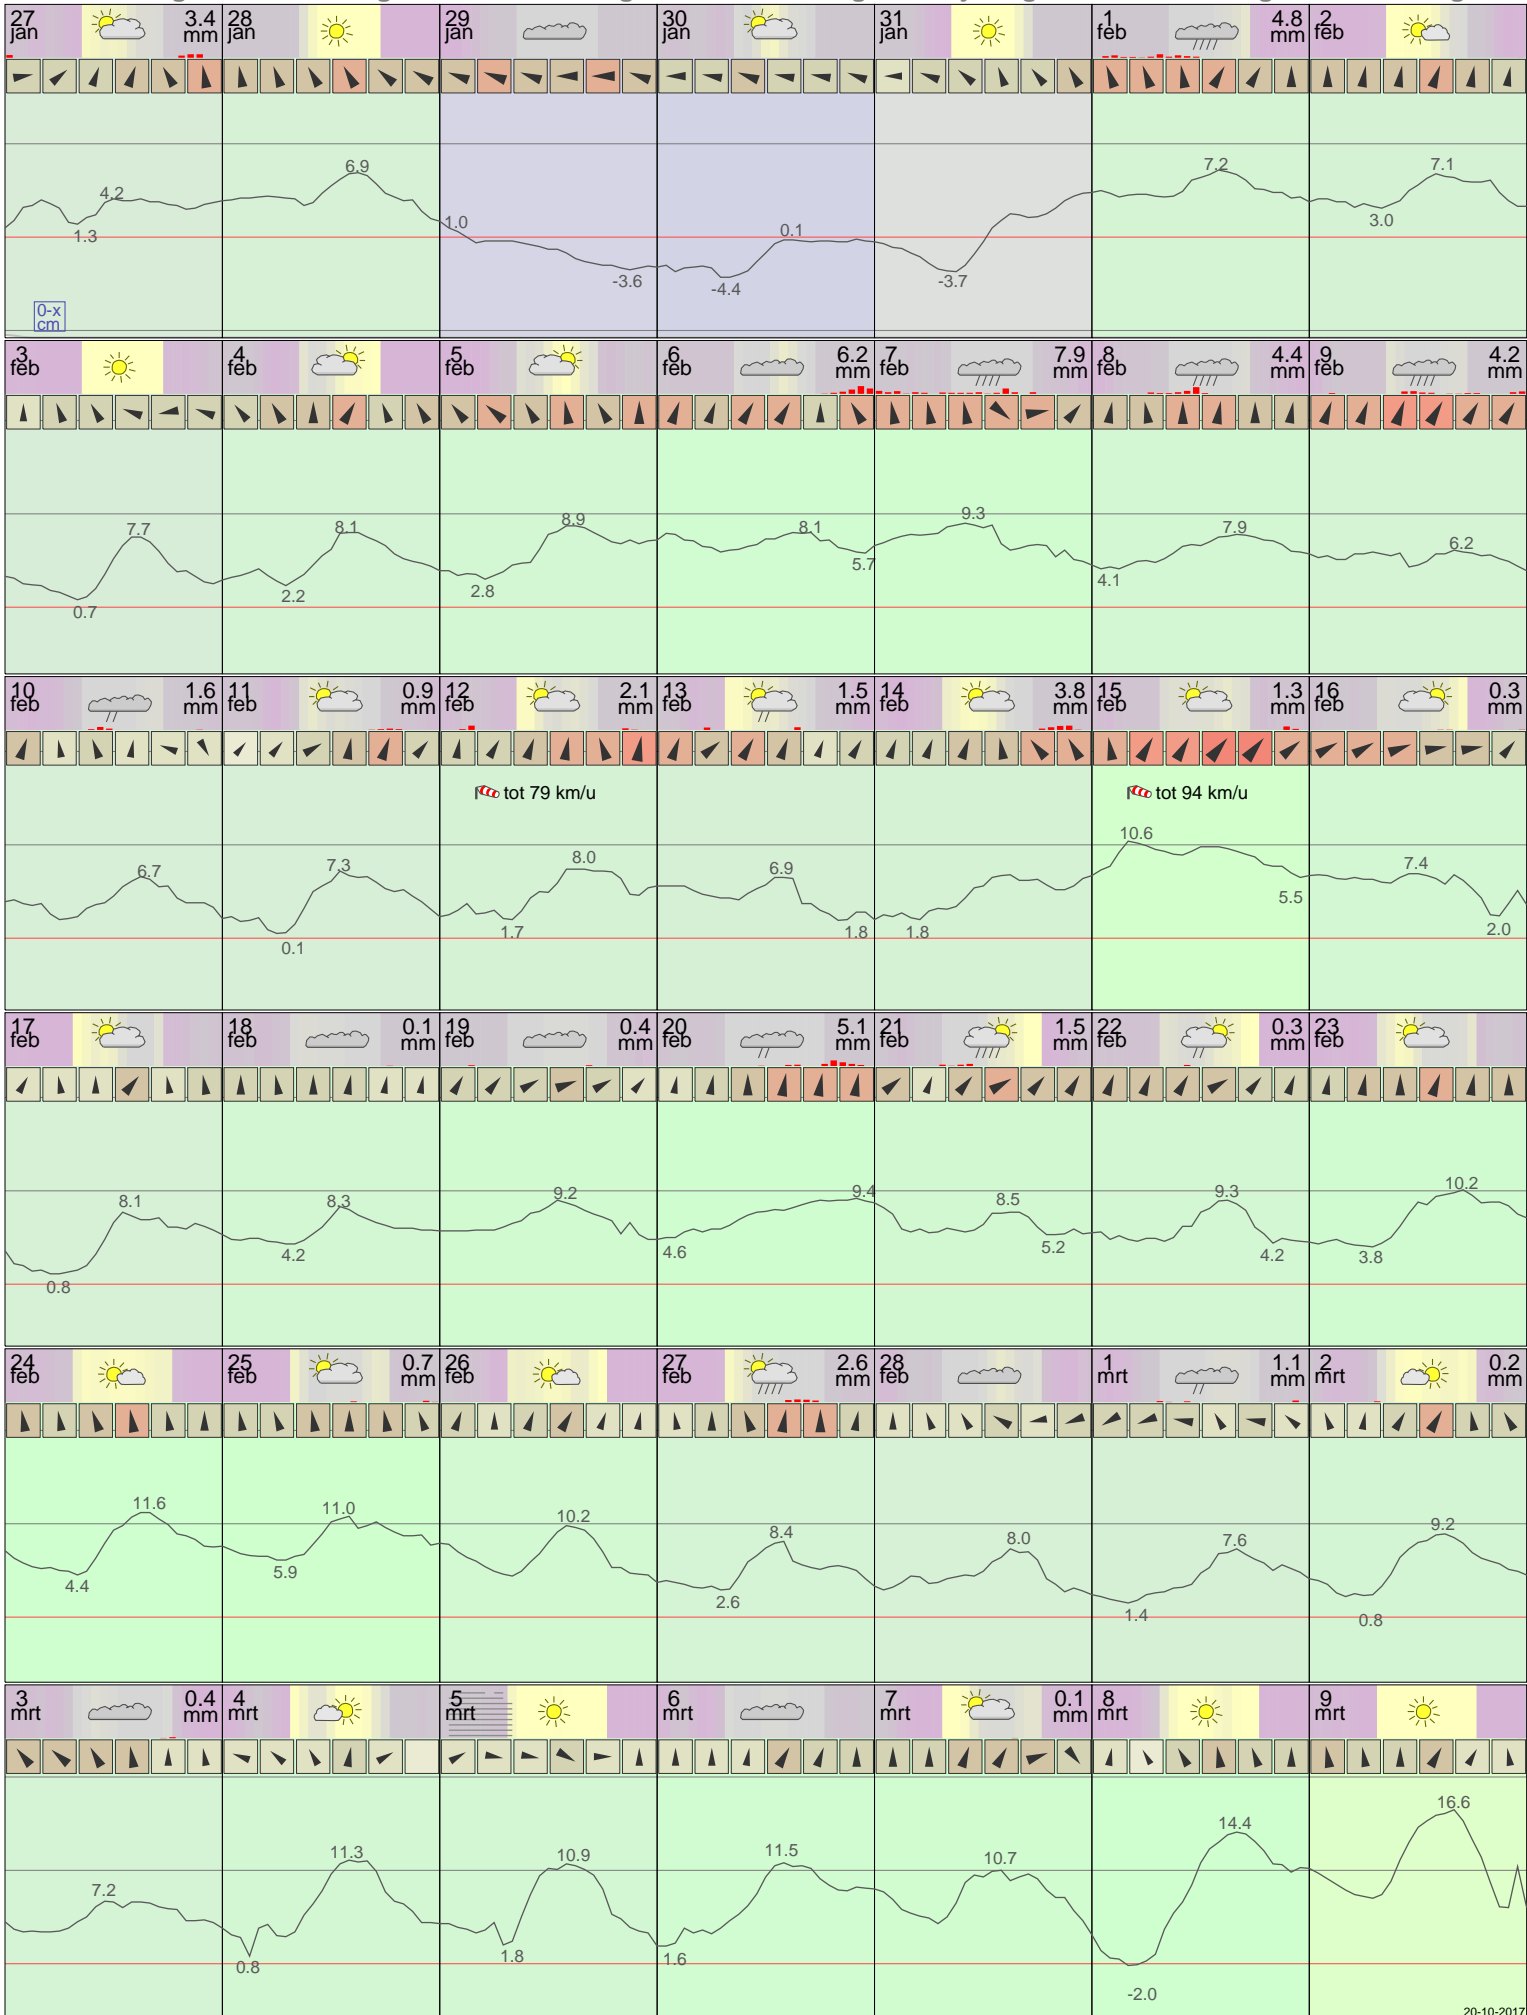 27 jan 3.4 mm
28 jan
29 jan
30 jan
31 jan
1 feb 4.8 mm
2 feb
4.2
1.3
6.9
1.0
-3.6
-4.4
0.1
-3.7
7.2
7.1
3.0
0-x cm
3 feb
4 feb
5 feb
6 feb 6.2 mm
7 feb 7.9 mm
8 feb 4.4 mm
9 feb 4.2 mm
7.7
0.7
8.1
2.2
8.9
2.8
8.1
5.7
9.3
4.1
7.9
6.2
10 feb 1.6 mm
11 feb 0.9 mm
12 feb 2.1 mm
13 feb 1.5 mm
14 feb 3.8 mm
15 feb 1.3 mm
16 feb 0.3 mm
tot 79 km/u
tot 94 km/u
6.7
7.3
0.1
8.0
1.7
6.9
1.8
1.8
10.6
5.5
7.4
2.0
17 feb
18 feb 0.1 mm
19 feb 0.4 mm
20 feb 5.1 mm
21 feb 1.5 mm
22 feb 0.3 mm
23 feb
8.1
0.8
8.3
4.2
9.2
9.4
4.6
8.5
5.2
9.3
4.2
10.2
3.8
24 feb
25 feb 0.7 mm
26 feb
27 feb 2.6 mm
28 feb
1 mrt 1.1 mm
2 mrt 0.2 mm
11.6
4.4
11.0
5.9
10.2
8.4
2.6
8.0
7.6
1.4
9.2
0.8
3 mrt 0.4 mm
4 mrt
5 mrt
6 mrt
7 mrt 0.1 mm
8 mrt
9 mrt
7.2
11.3
0.8
10.9
1.8
11.5
1.6
10.7
14.4
-2.0
16.6
20-10-2017